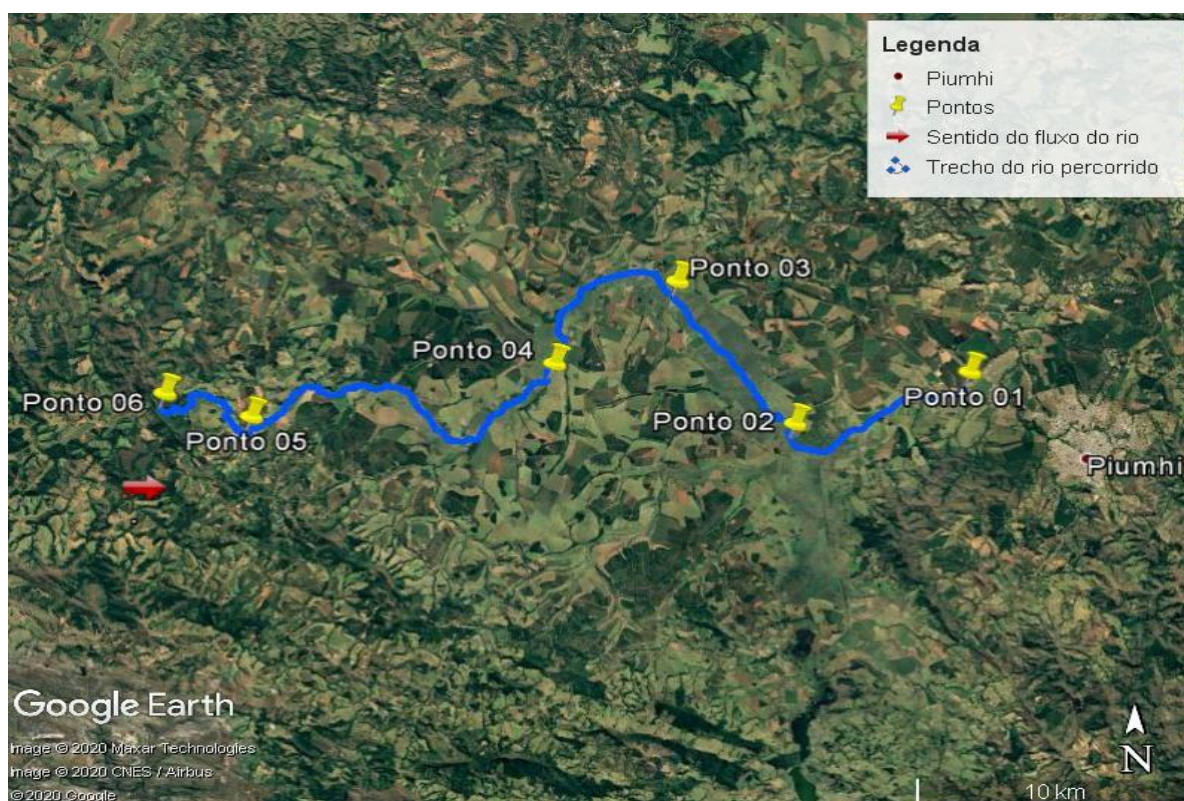 Legenda
Piumhi
Pontos
Sentido do fluxo do rio
Trecho do rio percorrido
Ponto 03
Ponto 04
Ponto 06
Ponto 01
Ponto 02
Ponto 05
Piumhi
Google Earth
Image © 2020 Maxar Technologies
Image © 2020 CNES / Airbus
© 2020 Google
N
10 km